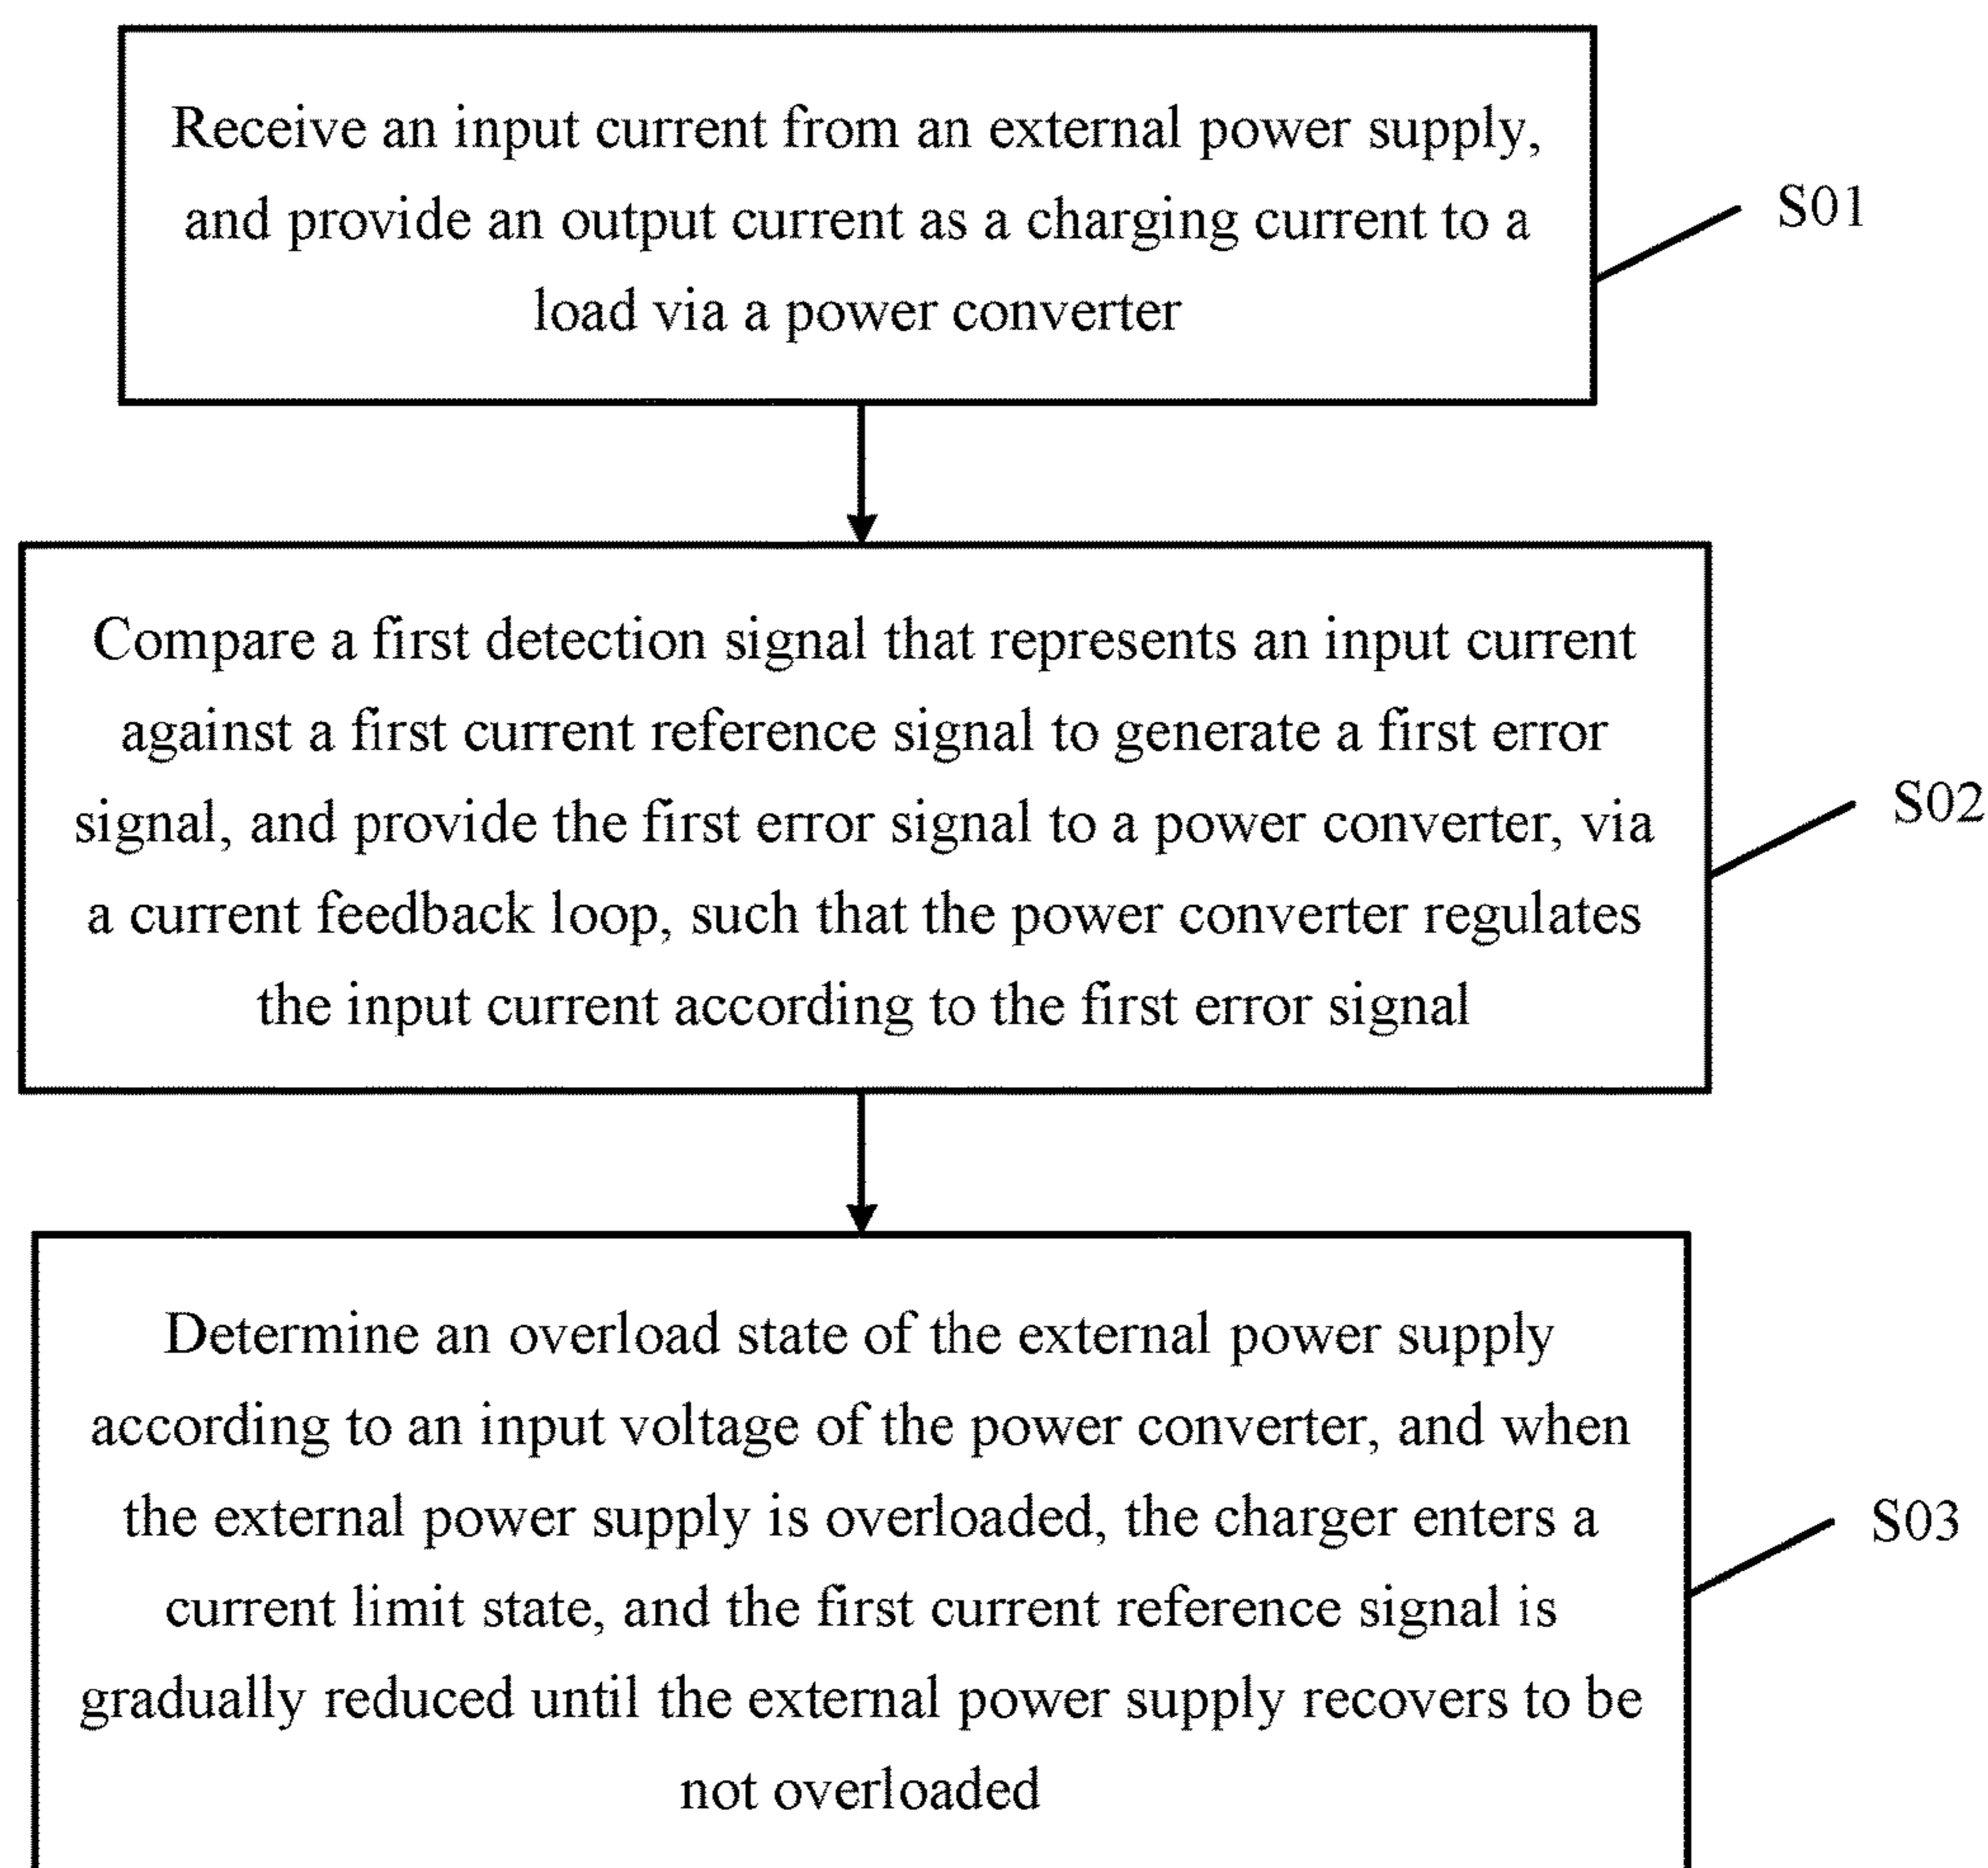 Receive an input current from an external power supply,
and provide an output current as a charging current to a
load via a power converter
S01
Compare a first detection signal that represents an input current
against a first current reference signal to generate a first error
signal, and provide the first error signal to a power converter, via
a current feedback loop, such that the power converter regulates
the input current according to the first error signal
S02
Determine an overload state of the external power supply
according to an input voltage of the power converter, and when
the external power supply is overloaded, the charger enters a
current limit state, and the first current reference signal is
gradually reduced until the external power supply recovers to be
not overloaded
S03